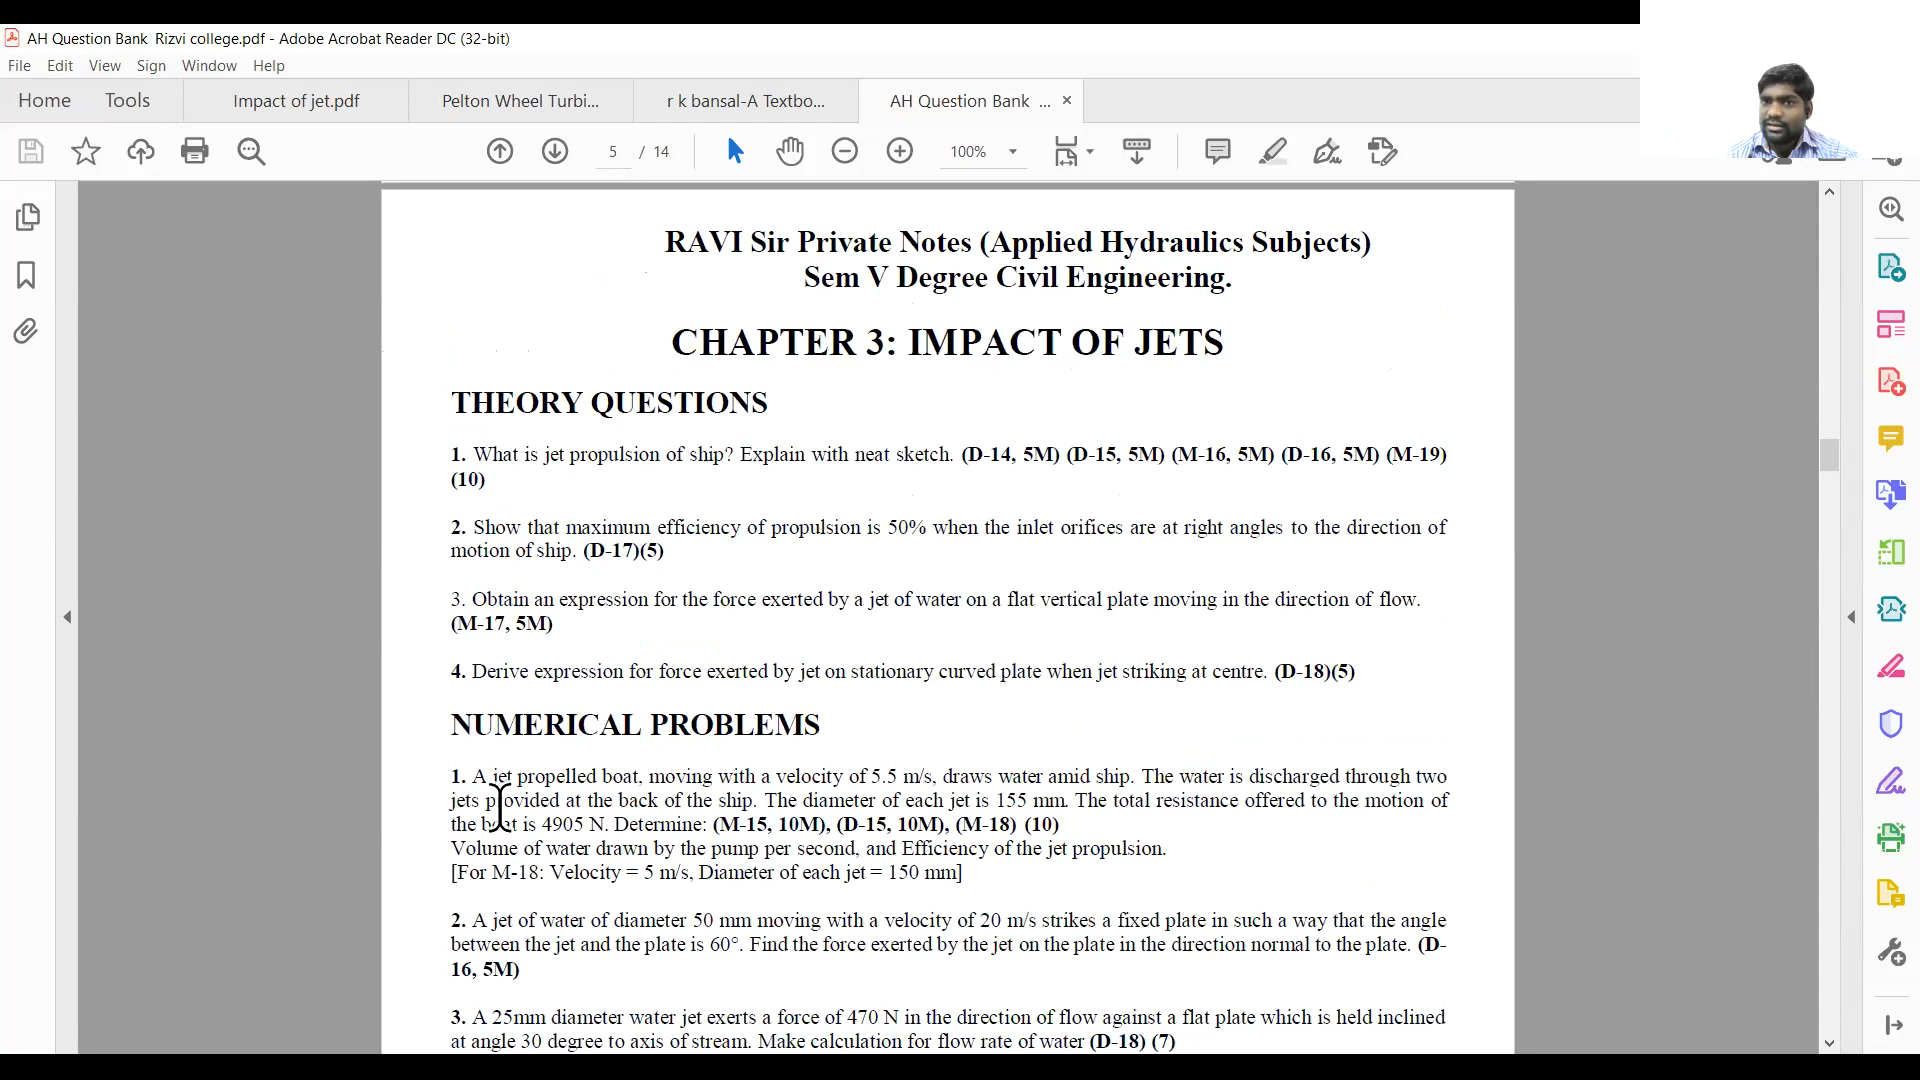 AH Question Bank  Rizvi college.pdf - Adobe Acrobat Reader DC (32-bit)
File Edit View Sign Window Help
Home Tools Impact of jet.pdf Pelton Wheel Turbi... r k bansal-A Textbo... AH Question Bank ... ×
5 / 14 100%
RAVI Sir Private Notes (Applied Hydraulics Subjects)
Sem V Degree Civil Engineering.
CHAPTER 3: IMPACT OF JETS
THEORY QUESTIONS
1. What is jet propulsion of ship? Explain with neat sketch. (D-14, 5M) (D-15, 5M) (M-16, 5M) (D-16, 5M) (M-19)
(10)
2. Show that maximum efficiency of propulsion is 50% when the inlet orifices are at right angles to the direction of
motion of ship. (D-17)(5)
3. Obtain an expression for the force exerted by a jet of water on a flat vertical plate moving in the direction of flow.
(M-17, 5M)
4. Derive expression for force exerted by jet on stationary curved plate when jet striking at centre. (D-18)(5)
NUMERICAL PROBLEMS
1. A jet propelled boat, moving with a velocity of 5.5 m/s, draws water amid ship. The water is discharged through two
jets provided at the back of the ship. The diameter of each jet is 155 mm. The total resistance offered to the motion of
the boat is 4905 N. Determine: (M-15, 10M), (D-15, 10M), (M-18) (10)
Volume of water drawn by the pump per second, and Efficiency of the jet propulsion.
[For M-18: Velocity = 5 m/s, Diameter of each jet = 150 mm]
2. A jet of water of diameter 50 mm moving with a velocity of 20 m/s strikes a fixed plate in such a way that the angle
between the jet and the plate is 60°. Find the force exerted by the jet on the plate in the direction normal to the plate. (D-
16, 5M)
3. A 25mm diameter water jet exerts a force of 470 N in the direction of flow against a flat plate which is held inclined
at angle 30 degree to axis of stream. Make calculation for flow rate of water (D-18) (7)